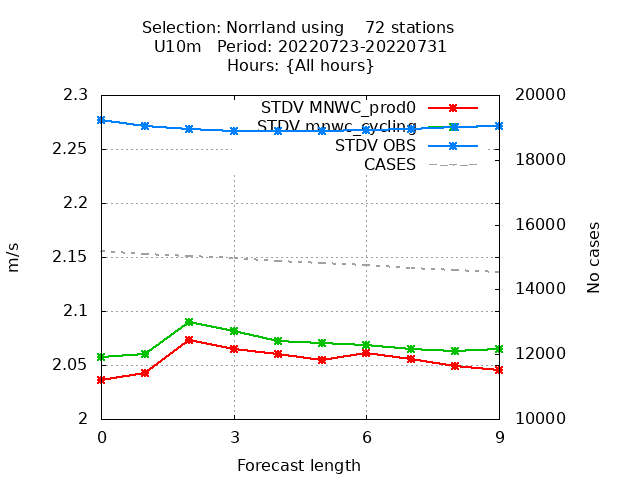 Selection: Norrland using 72 stations
U10m Period: 20220723-20220731
Hours: {All hours}
2.3
2.25
2.2
2.15
2.1
2.05
2
m/s
20000
18000
16000
14000
12000
10000
No cases
STDV MNWC_prod0
STDV mnwc_cycling
STDV OBS
CASES
0 3 6 9
Forecast length